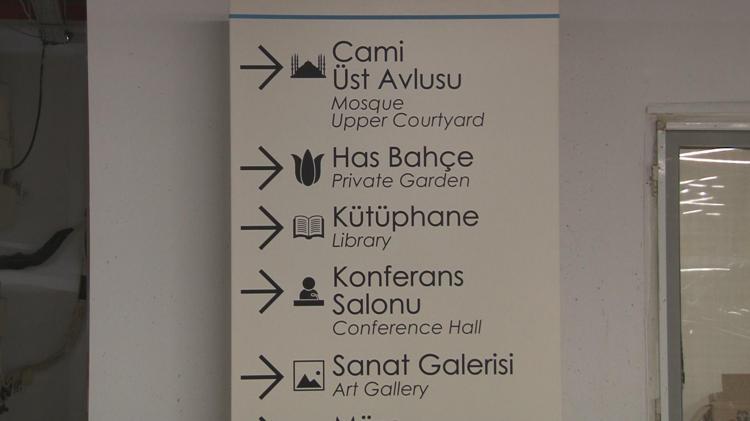 Cami
Üst Avlusu
Mosque
Upper Courtyard
Has Bahçe
Private Garden
Kütüphane
Library
Konferans
Salonu
Conference Hall
Sanat Galerisi
Art Gallery